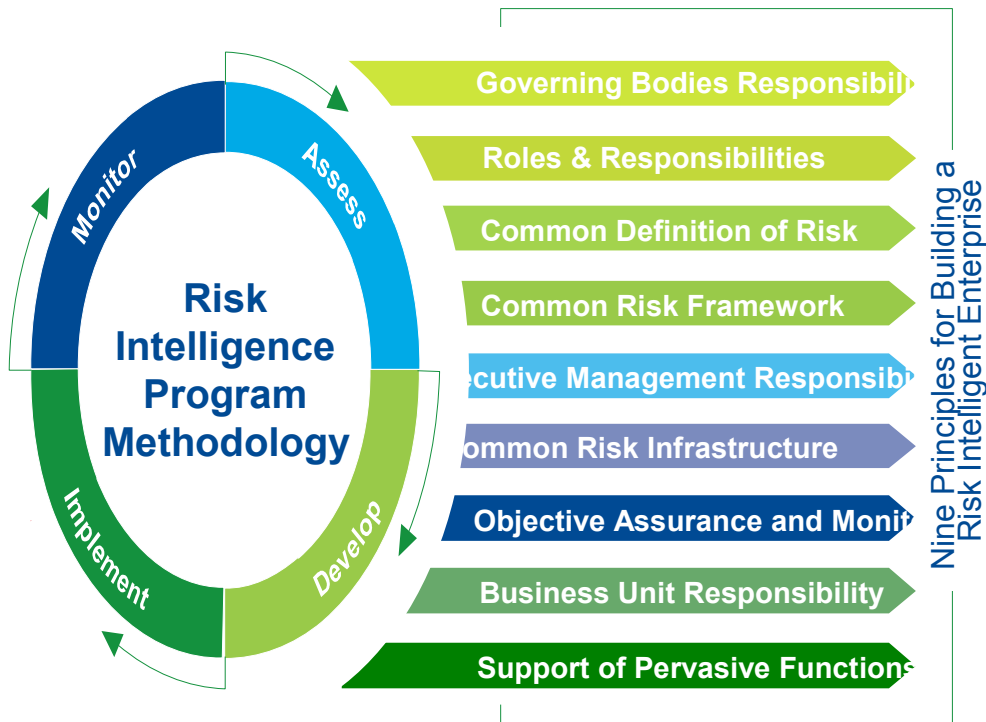 Monitor
Assess
Risk
Intelligence
Program
Methodology
Implement
Develop
Governing Bodies Responsibili
Roles & Responsibilities
Common Definition of Risk
Common Risk Framework
ecutive Management Responsibi
ommon Risk Infrastructure
Objective Assurance and Monit
Business Unit Responsibility
Support of Pervasive Functions
Nine Principles for Building a
Risk Intelligent Enterprise